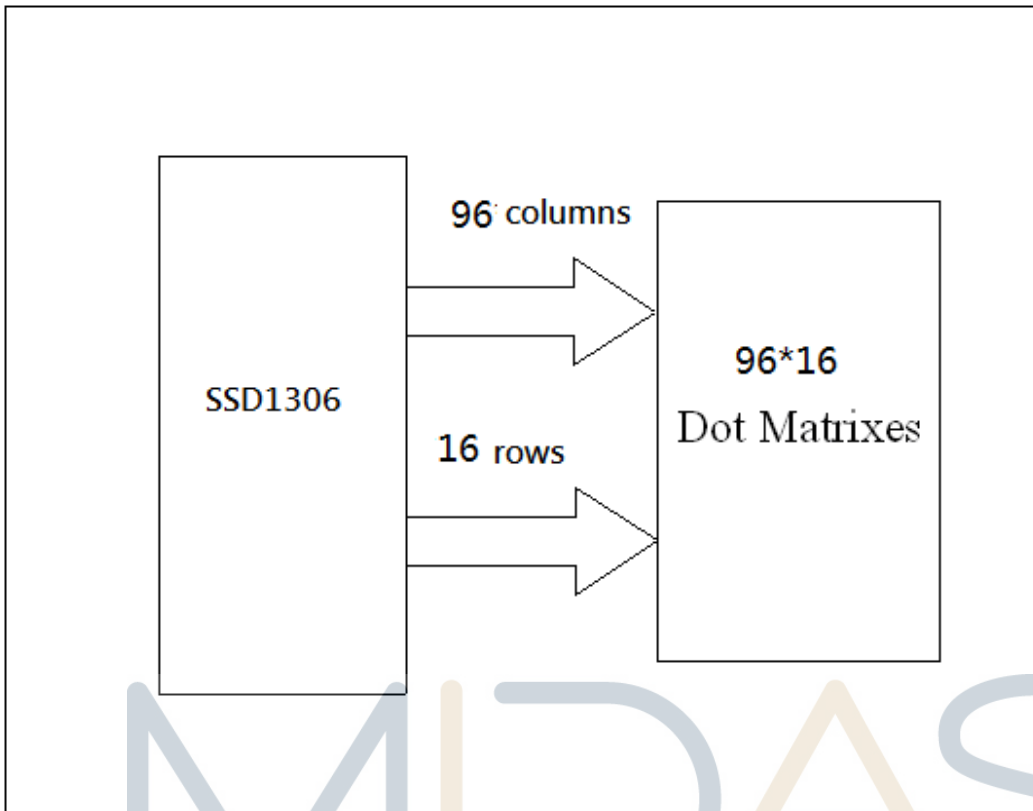 96 columns
SSD1306
96*16
Dot Matrixes
16 rows
MIDAS